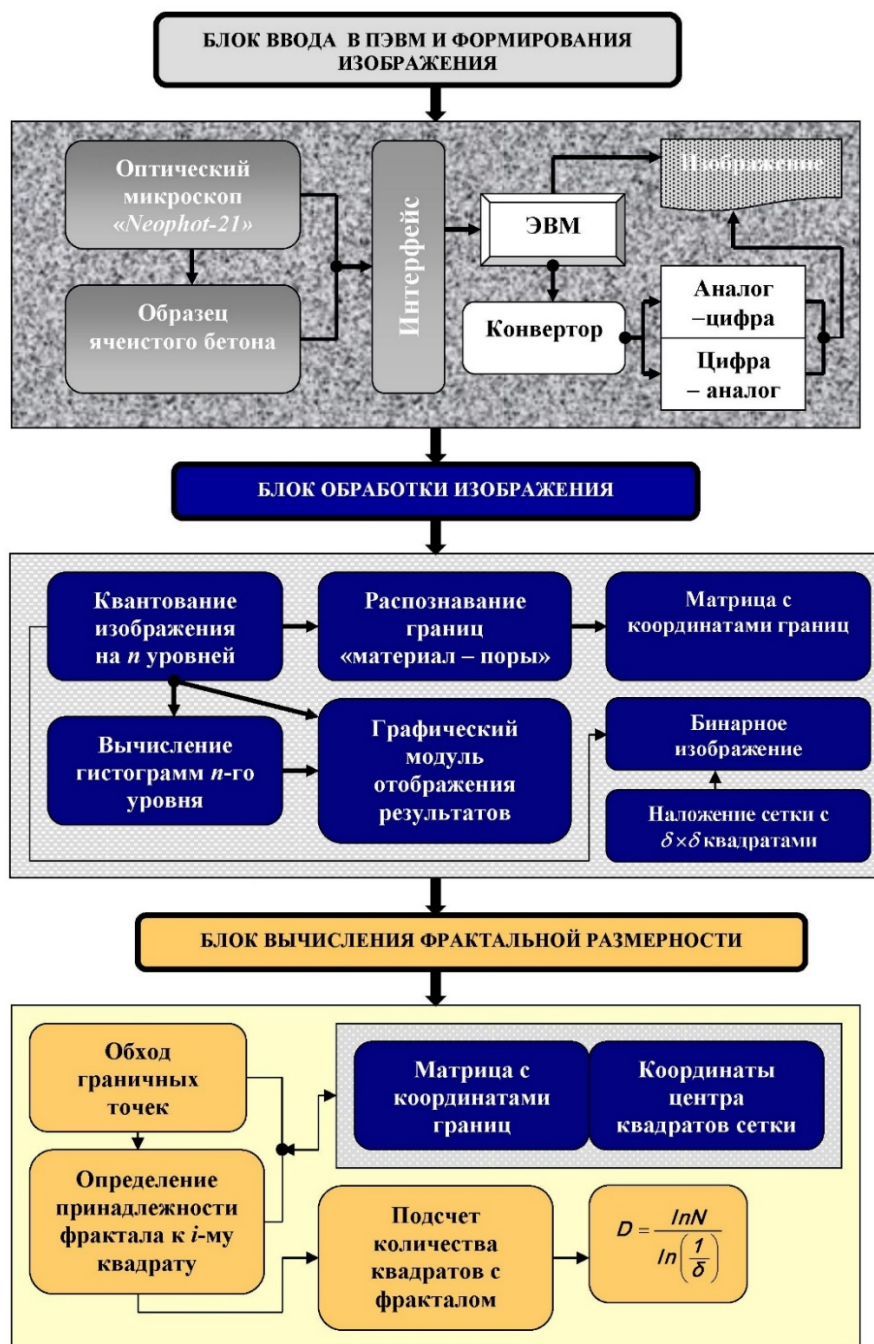 БЛОК ВВОДА В ПЭВМ И ФОРМИРОВАНИЯ
ИЗОБРАЖЕНИЯ
Оптический
микроскоп
«Neophot-21»
Образец
ячеистого бетона
Интерфейс
ЭВМ
Изображение
Конвертор
Аналог
–цифра
Цифра
– аналог
БЛОК ОБРАБОТКИ ИЗОБРАЖЕНИЯ
Квантование
изображения
на n уровней
Распознавание
границ
«материал – поры»
Матрица с
координатами границ
Вычисление
гистограмм n-го
уровня
Графический
модуль
отображения
результатов
Бинарное
изображение
Наложение сетки с
δ×δ квадратами
БЛОК ВЫЧИСЛЕНИЯ ФРАКТАЛЬНОЙ РАЗМЕРНОСТИ
Обход
граничных
точек
Матрица с
координатами
границ
Координаты
центра
квадратов сетки
Определение
принадлежности
фрактала к i-му
квадрату
Подсчет
количества
квадратов с
фракталом
D = lnN / ln(1/δ)